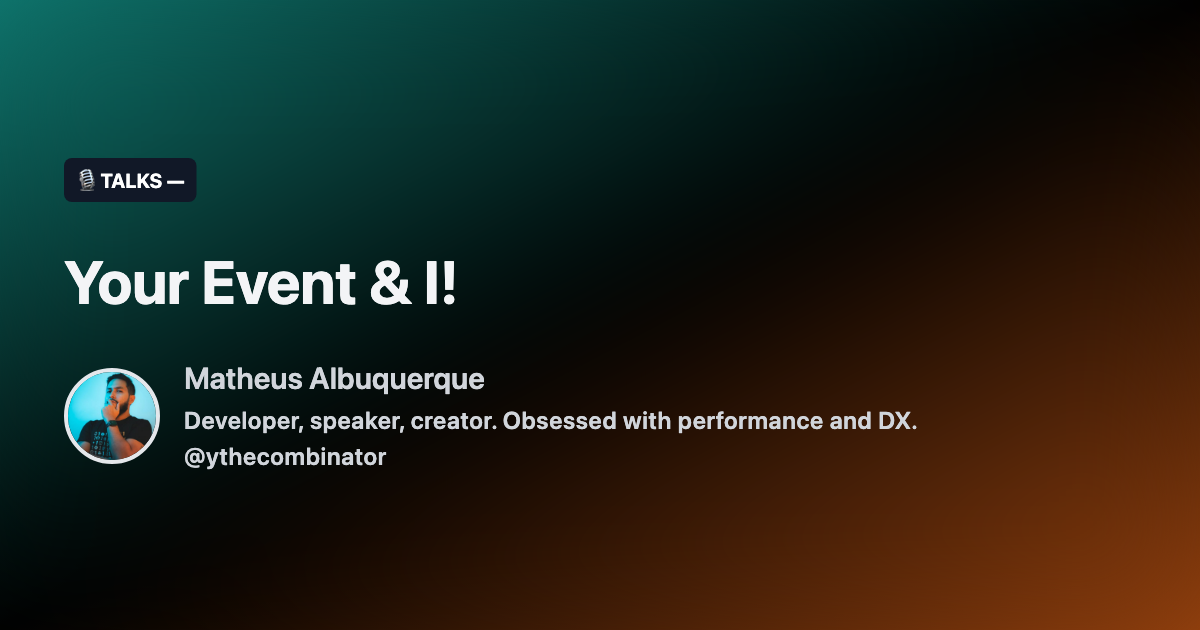 🎙 TALKS —
Your Event & I!
Matheus Albuquerque
Developer, speaker, creator. Obsessed with performance and DX.
@ythecombinator